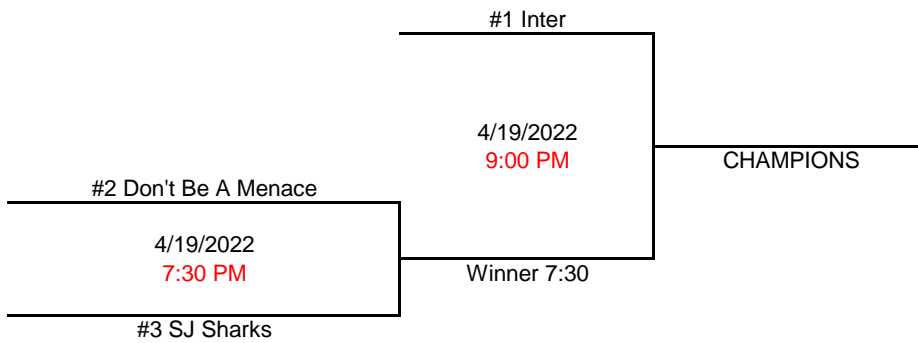 #1 Inter
4/19/2022
9:00 PM
CHAMPIONS
#2 Don't Be A Menace
4/19/2022
7:30 PM
Winner 7:30
#3 SJ Sharks